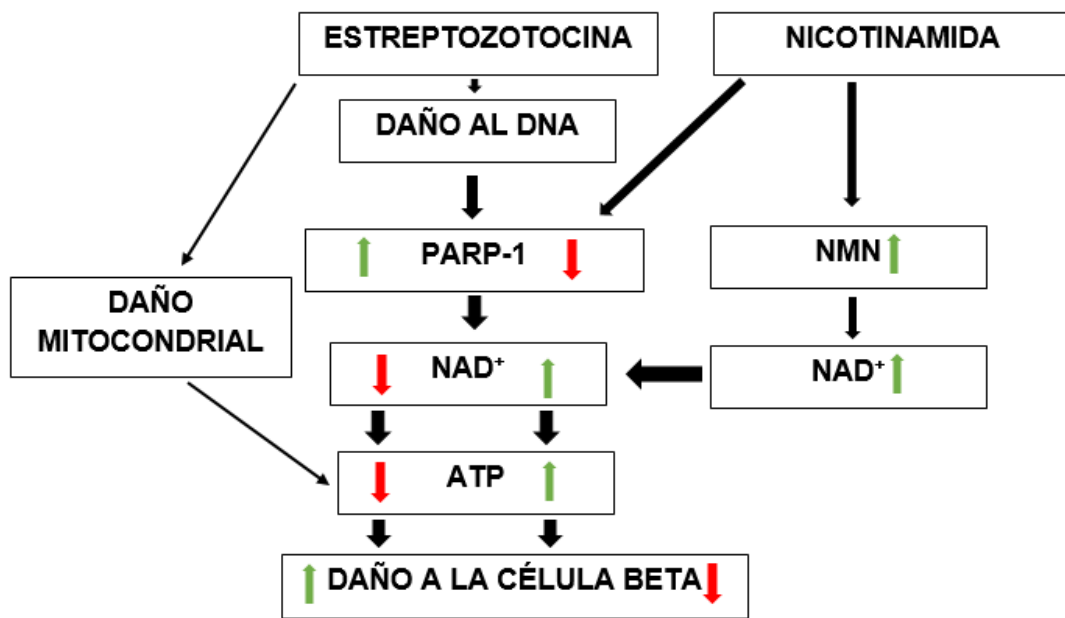 ESTREPTOZOTOCINA
NICOTINAMIDA
DAÑO AL DNA
PARP-1
NMN
DAÑO
MITOCONDRIAL
NAD⁺
NAD⁺
ATP
DAÑO A LA CÉLULA BETA